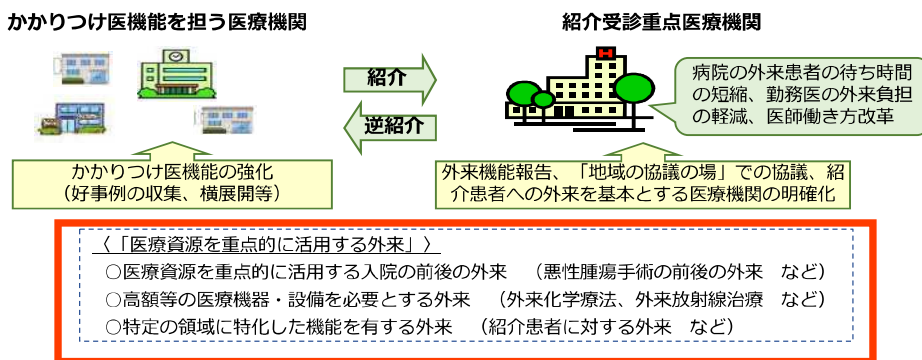 かかりつけ医機能を担う医療機関
紹介受診重点医療機関
紹介
逆紹介
病院の外来患者の待ち時間
の短縮、勤務医の外来負担
の軽減、医師働き方改革
かかりつけ医機能の強化
（好事例の収集、横展開等）
外来機能報告、「地域の協議の場」での協議、紹
介患者への外来を基本とする医療機関の明確化
〈「医療資源を重点的に活用する外来」〉
○医療資源を重点的に活用する入院の前後の外来　（悪性腫瘍手術の前後の外来　など）
○高額等の医療機器・設備を必要とする外来　（外来化学療法、外来放射線治療　など）
○特定の領域に特化した機能を有する外来　（紹介患者に対する外来　など）